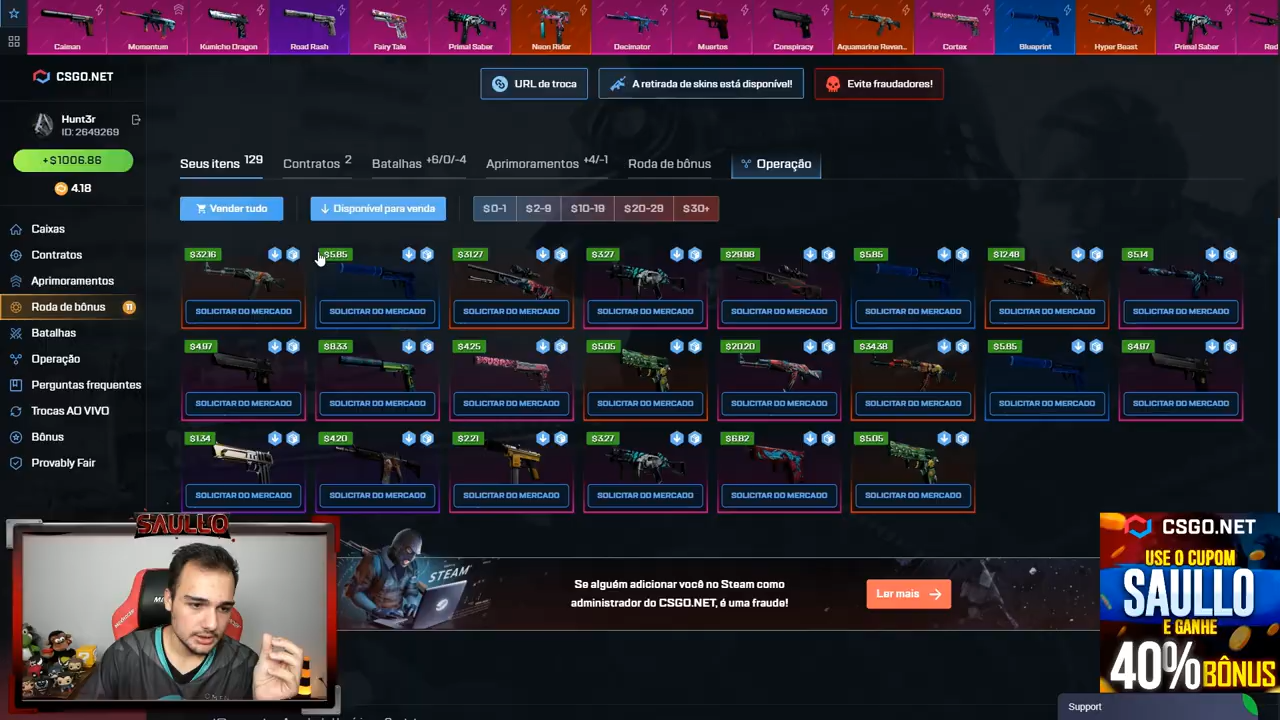 Caiman
Momentum
Kumicho Dragon
Road Rash
Fairy Tale
Primal Saber
Neon Rider
Decimator
Muertos
Conspiracy
Aquamarine Reven...
Cortex
Blueprint
Hyper Beast
Primal Saber
Red
CSGO.NET
URL de troca
A retirada de skins está disponível!
Evite fraudadores!
Hunt3r
ID: 2649269
+$1006.86
4.18
Seus itens 129
Contratos 2
Batalhas +6/0/-4
Aprimoramentos +4/-1
Roda de bônus
Operação
Vender tudo
Disponível para venda
$0-1
$2-9
$10-19
$20-29
$30+
Caixas
Contratos
Aprimoramentos
Roda de bônus
Batalhas
Operação
Perguntas frequentes
Trocas AO VIVO
Bônus
Provably Fair
$32.16
$5.85
$31.27
$3.27
$29.98
$5.85
$12.48
$5.14
SOLICITAR DO MERCADO
SOLICITAR DO MERCADO
SOLICITAR DO MERCADO
SOLICITAR DO MERCADO
SOLICITAR DO MERCADO
SOLICITAR DO MERCADO
SOLICITAR DO MERCADO
SOLICITAR DO MERCADO
$4.97
$8.33
$4.25
$5.05
$20.20
$34.38
$5.85
$4.97
SOLICITAR DO MERCADO
SOLICITAR DO MERCADO
SOLICITAR DO MERCADO
SOLICITAR DO MERCADO
SOLICITAR DO MERCADO
SOLICITAR DO MERCADO
SOLICITAR DO MERCADO
SOLICITAR DO MERCADO
$1.34
$4.20
$2.21
$3.27
$6.82
$5.05
SOLICITAR DO MERCADO
SOLICITAR DO MERCADO
SOLICITAR DO MERCADO
SOLICITAR DO MERCADO
SOLICITAR DO MERCADO
SOLICITAR DO MERCADO
SAULLO
STEAM
Se alguém adicionar você no Steam como
administrador do CSGO.NET, é uma fraude!
Ler mais
CSGO.NET
USE O CUPOM
SAULLO
E GANHE
40% BÔNUS
Support